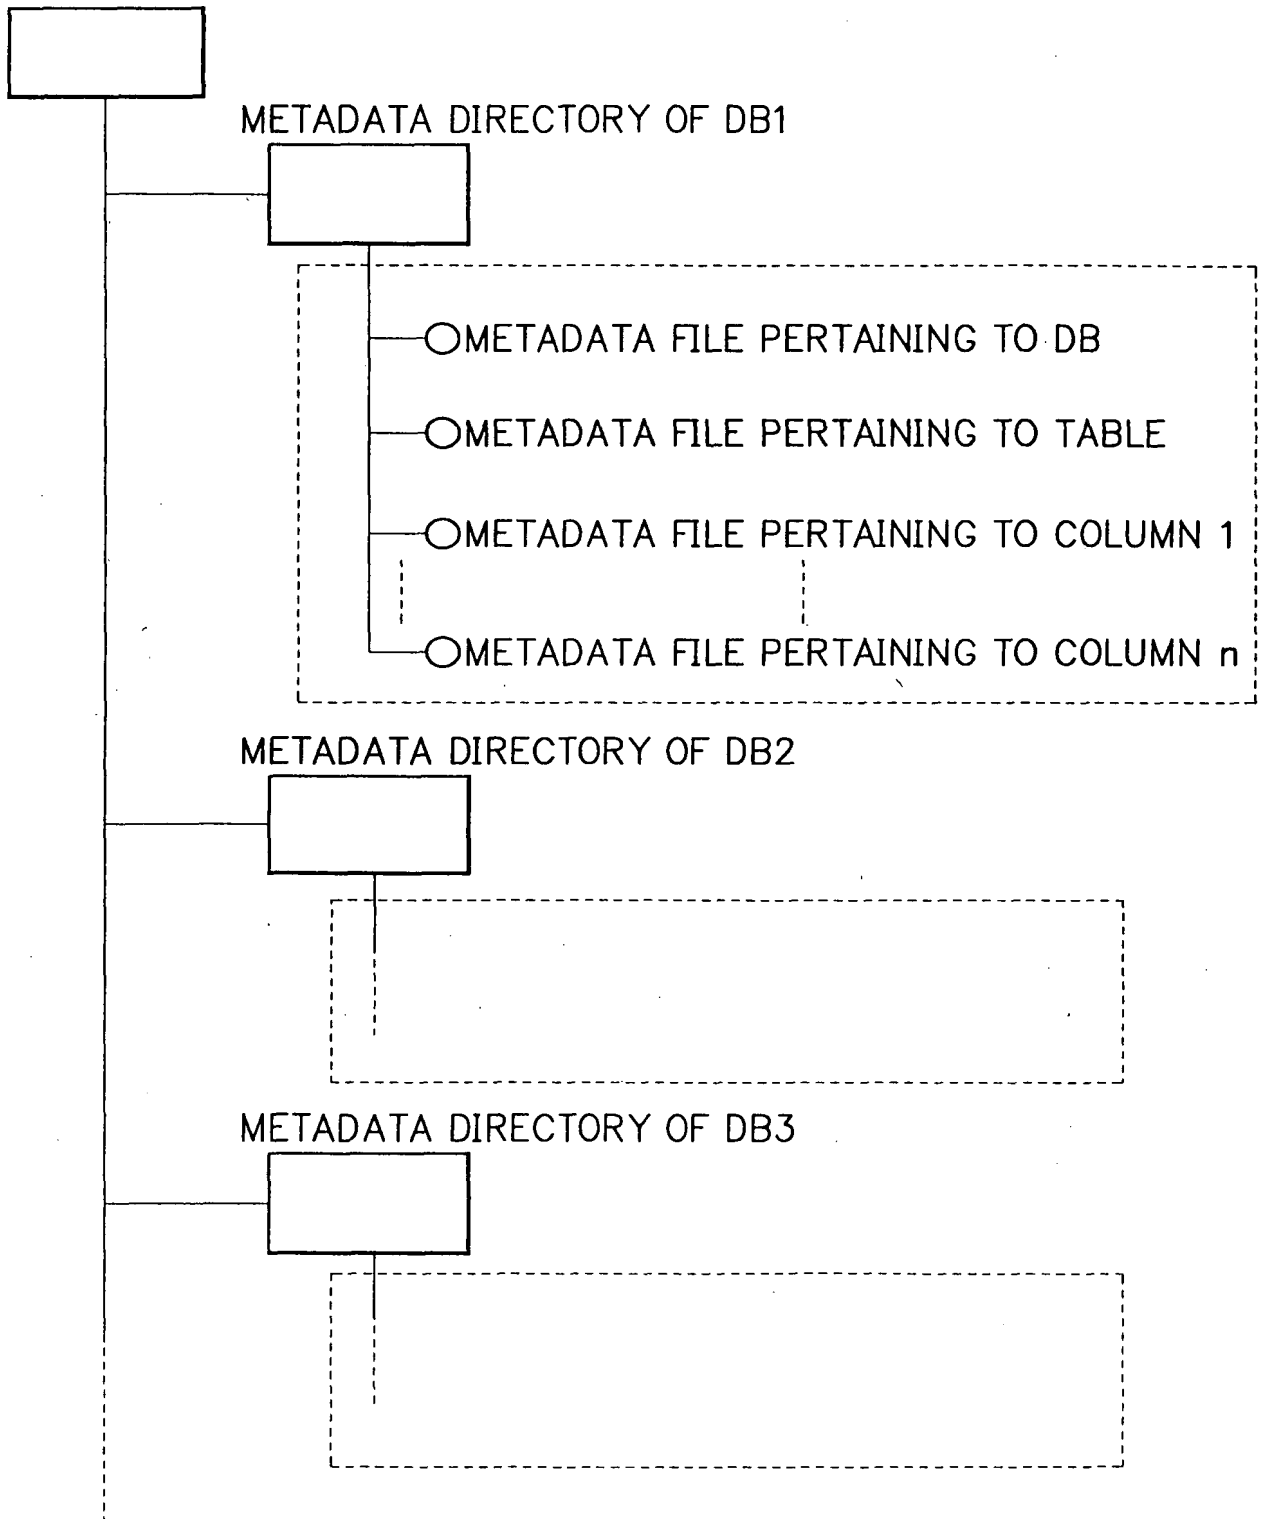 METADATA DIRECTORY OF DB1
METADATA FILE PERTAINING TO DB
METADATA FILE PERTAINING TO TABLE
METADATA FILE PERTAINING TO COLUMN 1
METADATA FILE PERTAINING TO COLUMN n
METADATA DIRECTORY OF DB2
METADATA DIRECTORY OF DB3